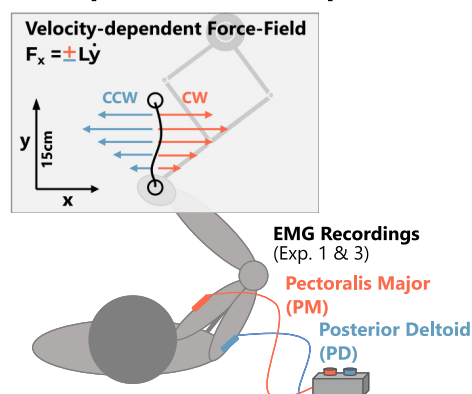 Velocity-dependent Force-Field
Fₓ =±Lẏ
CCW
CW
y
15cm
x
EMG Recordings
(Exp. 1 & 3)
Pectoralis Major
(PM)
Posterior Deltoid
(PD)